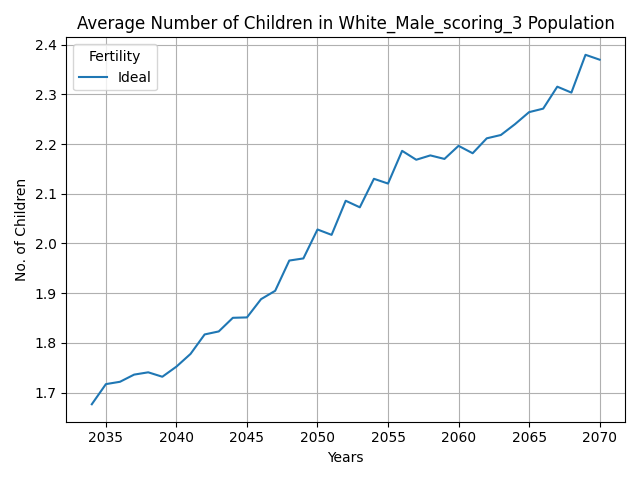 Average Number of Children in White_Male_scoring_3 Population
Fertility
Ideal
No. of Children
2.4
2.3
2.2
2.1
2.0
1.9
1.8
1.7
2035 2040 2045 2050 2055 2060 2065 2070
Years